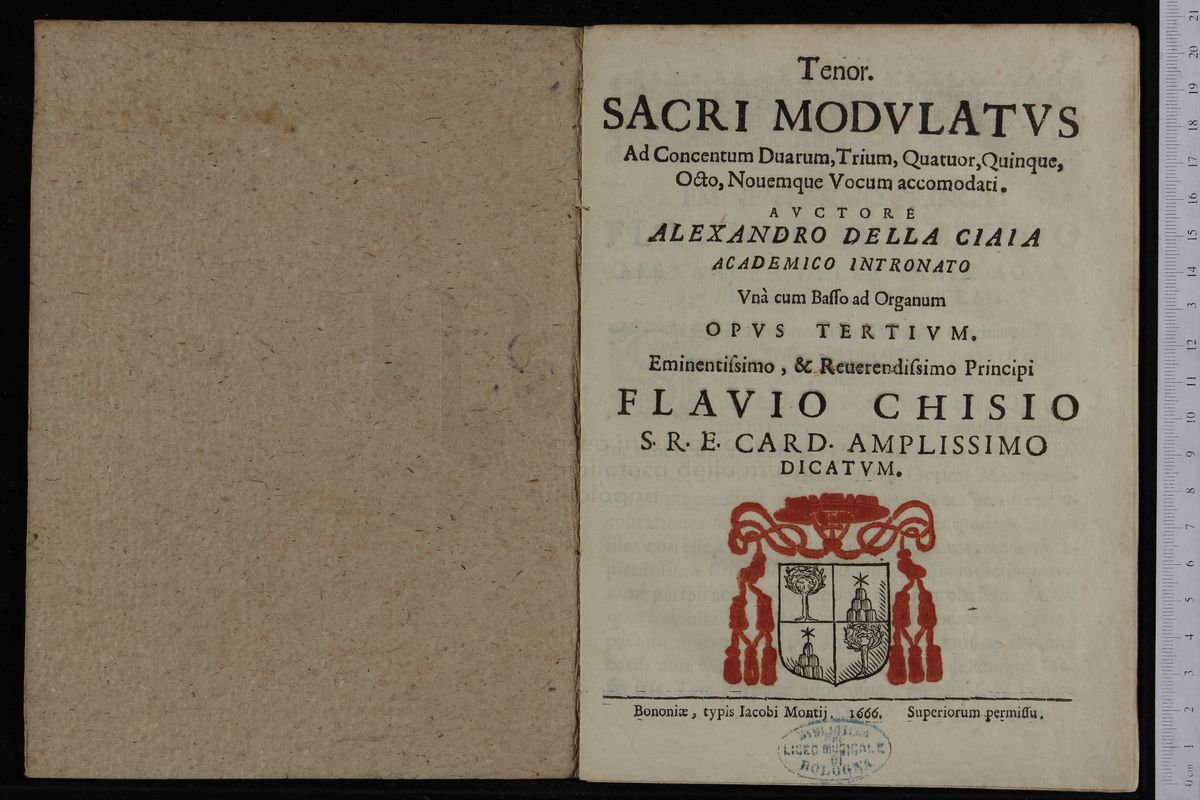 Tenor.
SACRI MODVLATVS
Ad Concentum Duarum, Trium, Quatuor, Quinque,
Octo, Nouemque Vocum accomodati.
AVCTORE
ALEXANDRO DELLA CIAIA
ACADEMICO INTRONATO
Vnà cum Baſſo ad Organum
OPVS TERTIVM.
Eminentiſsimo, & Reuerendiſsimo Principi
FLAVIO CHISIO
S. R. E. CARD. AMPLISSIMO
DICATVM.
Bononiæ, typis Iacobi Montij. 1666. Superiorum permiſſu.
LICEO MUSICALE
DI
BOLOGNA